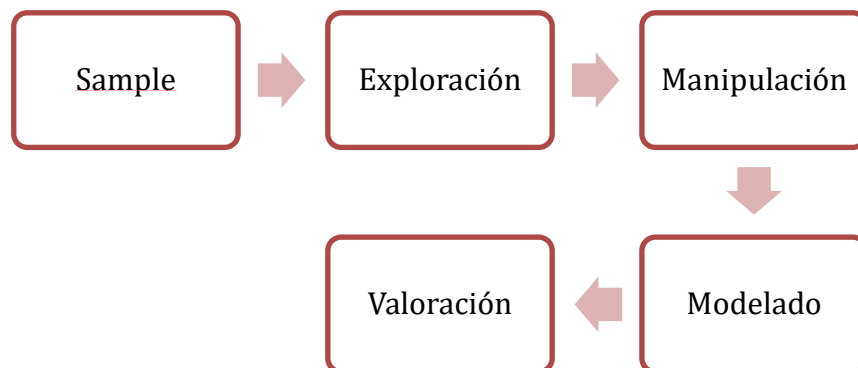 Sample
Exploración
Manipulación
Modelado
Valoración